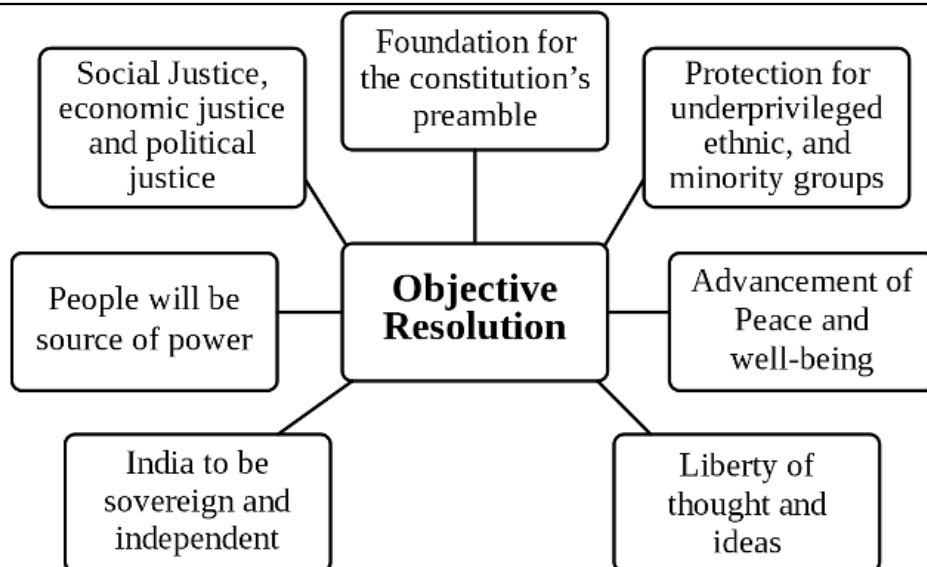 Foundation for
the constitution’s
preamble
Social Justice,
economic justice
and political
justice
Protection for
underprivileged
ethnic, and
minority groups
People will be
source of power
Objective
Resolution
Advancement of
Peace and
well-being
India to be
sovereign and
independent
Liberty of
thought and
ideas